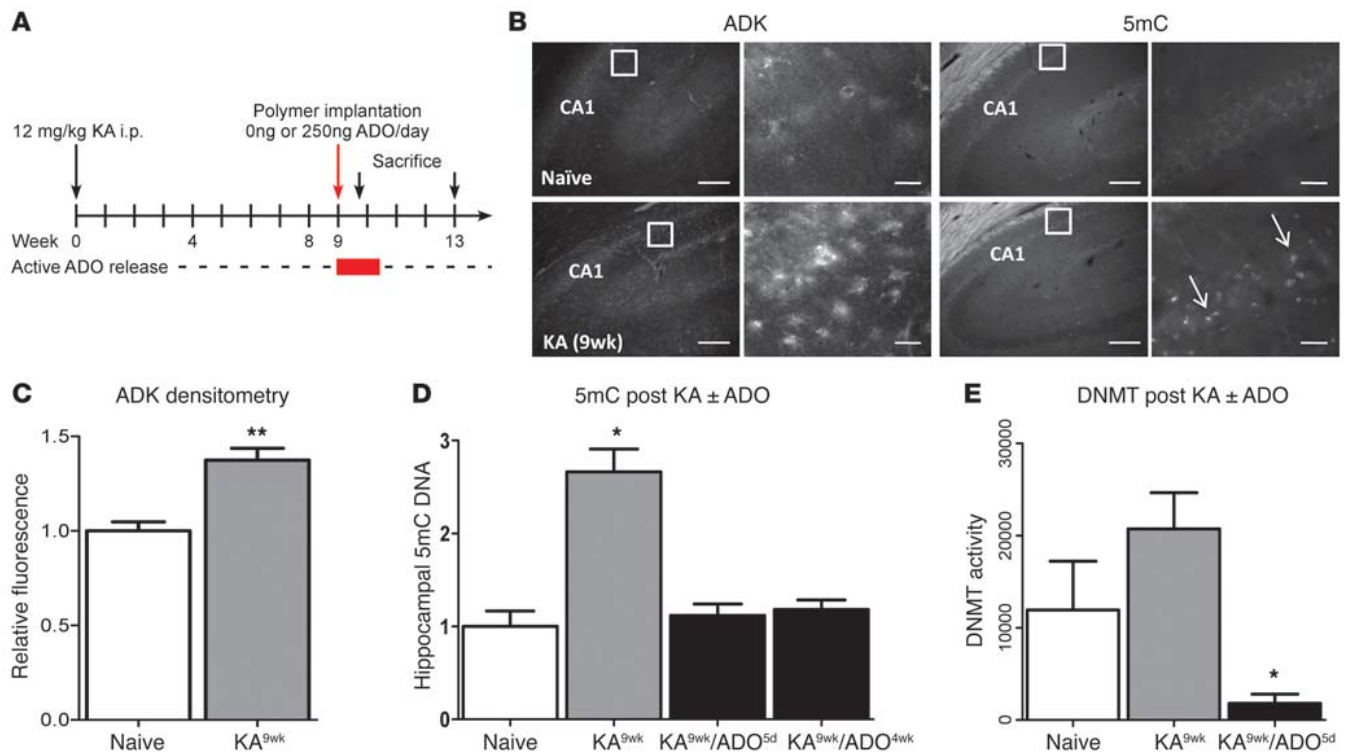 A
12 mg/kg KA i.p.
Polymer implantation
0ng or 250ng ADO/day
Sacrifice
Week 0 4 8 9 13
Active ADO release
B
ADK 5mC
CA1 CA1
Naïve
CA1 CA1
KA (9wk)
C ADK densitometry
Relative fluorescence
1.5
**
1.0
0.5
0.0
Naive KA9wk
D 5mC post KA ± ADO
Hippocampal 5mC DNA
3
*
2
1
0
Naive KA9wk KA9wk/ADO5d KA9wk/ADO4wk
E DNMT post KA ± ADO
DNMT activity
30000
20000
10000
*
0
Naive KA9wk KA9wk/ADO5d